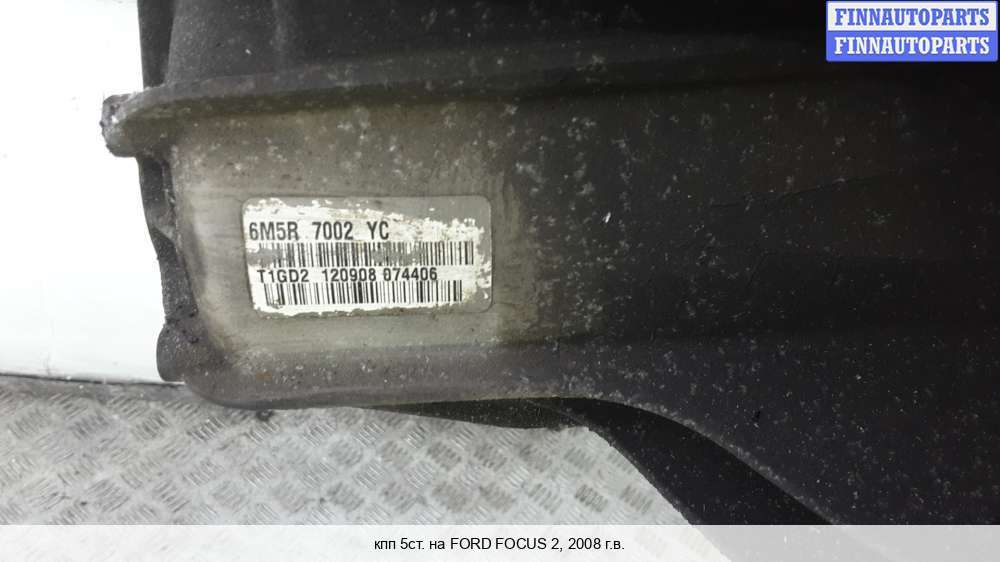 FINNAUTOPARTS
FINNAUTOPARTS
6M5R 7002 YC
T1GD2 120908 074406
кпп 5ст. на FORD FOCUS 2, 2008 г.в.